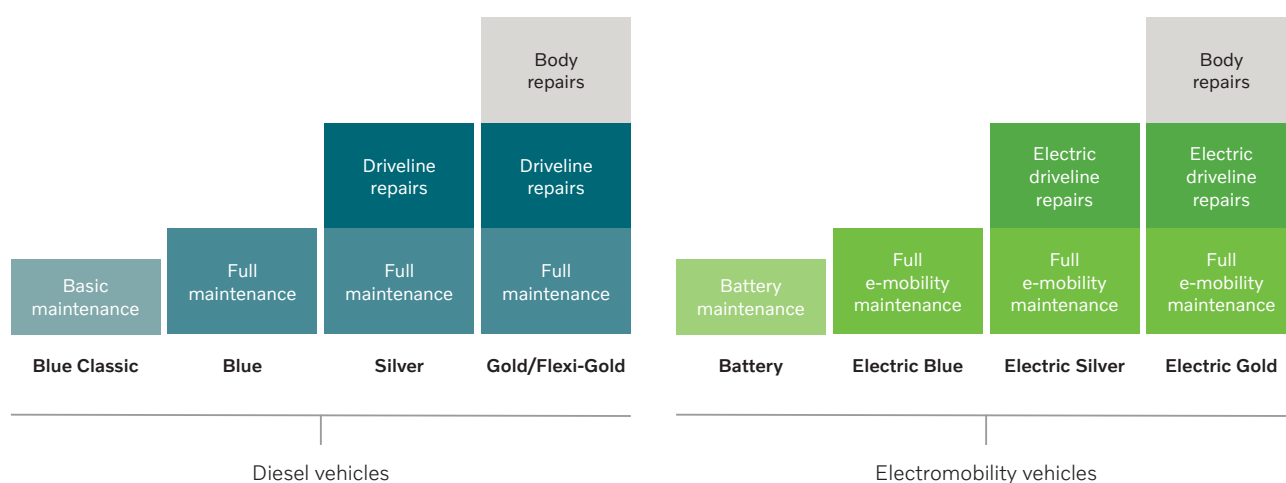 Body
repairs
Driveline
repairs
Driveline
repairs
Basic
maintenance
Full
maintenance
Full
maintenance
Full
maintenance
Blue Classic
Blue
Silver
Gold/Flexi-Gold
Diesel vehicles
Body
repairs
Electric
driveline
repairs
Electric
driveline
repairs
Battery
maintenance
Full
e-mobility
maintenance
Full
e-mobility
maintenance
Full
e-mobility
maintenance
Battery
Electric Blue
Electric Silver
Electric Gold
Electromobility vehicles